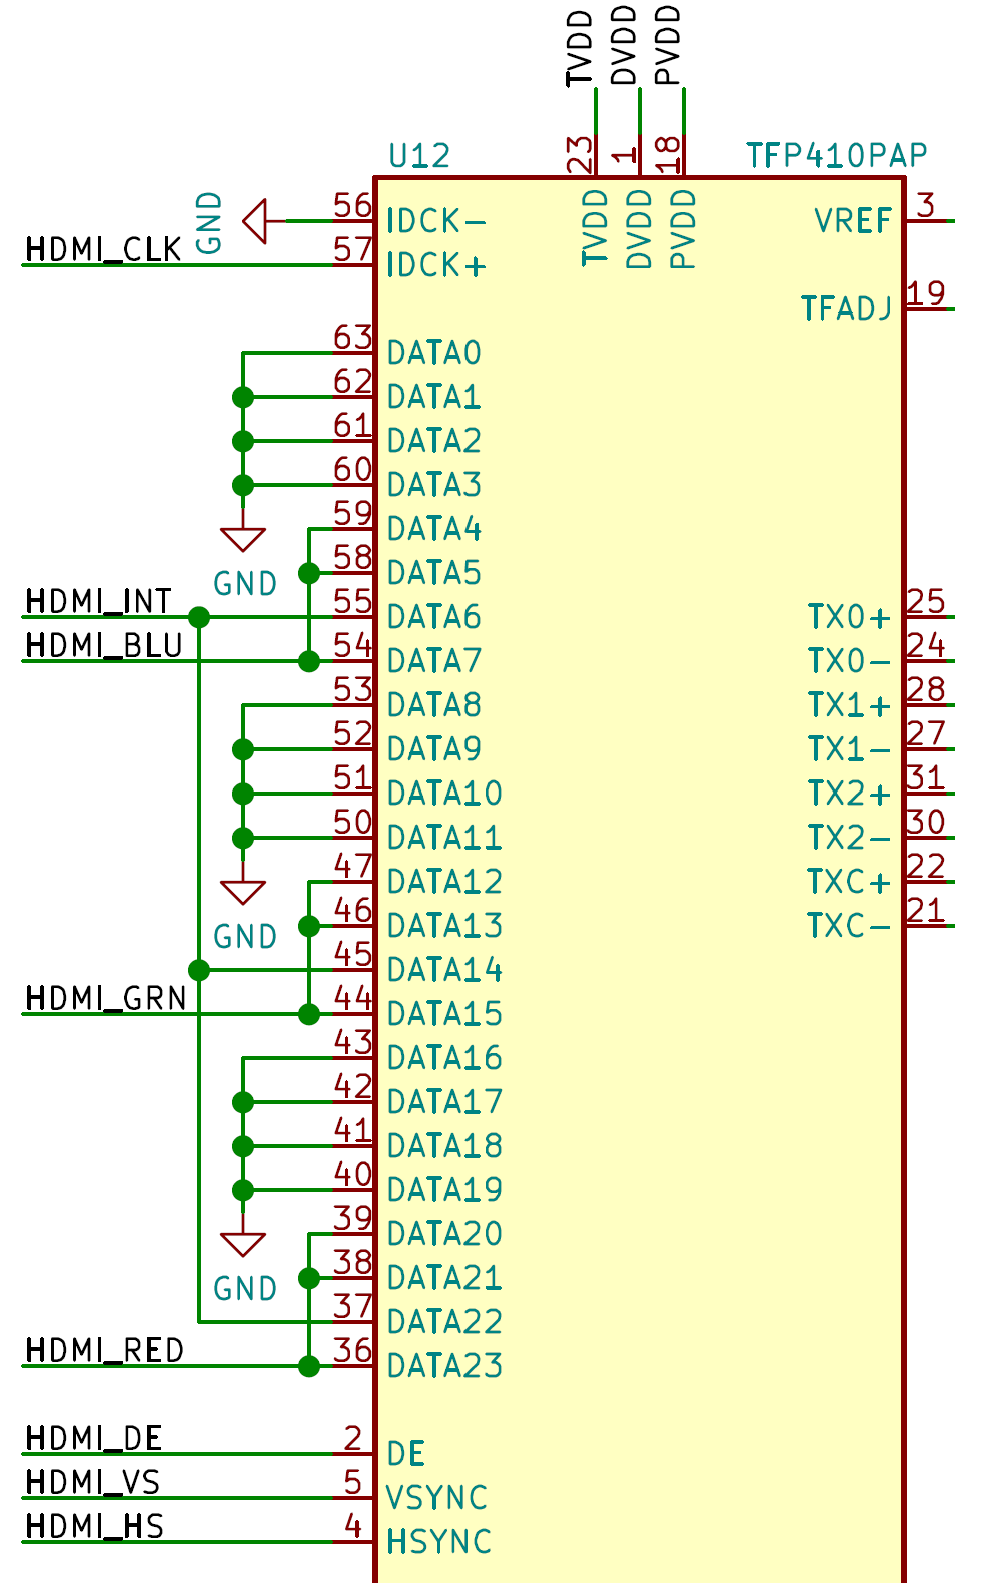 TVDD DVDD PVDD
23 1 18
U12 TFP410PAP
TVDD DVDD PVDD
GND 56 IDCK- VREF 3
HDMI_CLK 57 IDCK+
TFADJ 19
63 DATA0
62 DATA1
61 DATA2
60 DATA3
59 DATA4
58 DATA5
GND
HDMI_INT 55 DATA6 TX0+ 25
HDMI_BLU 54 DATA7 TX0- 24
53 DATA8 TX1+ 28
52 DATA9 TX1- 27
51 DATA10 TX2+ 31
50 DATA11 TX2- 30
47 DATA12 TXC+ 22
46 DATA13 TXC- 21
GND
45 DATA14
HDMI_GRN 44 DATA15
43 DATA16
42 DATA17
41 DATA18
40 DATA19
39 DATA20
38 DATA21
GND
37 DATA22
HDMI_RED 36 DATA23
HDMI_DE 2 DE
HDMI_VS 5 VSYNC
HDMI_HS 4 HSYNC